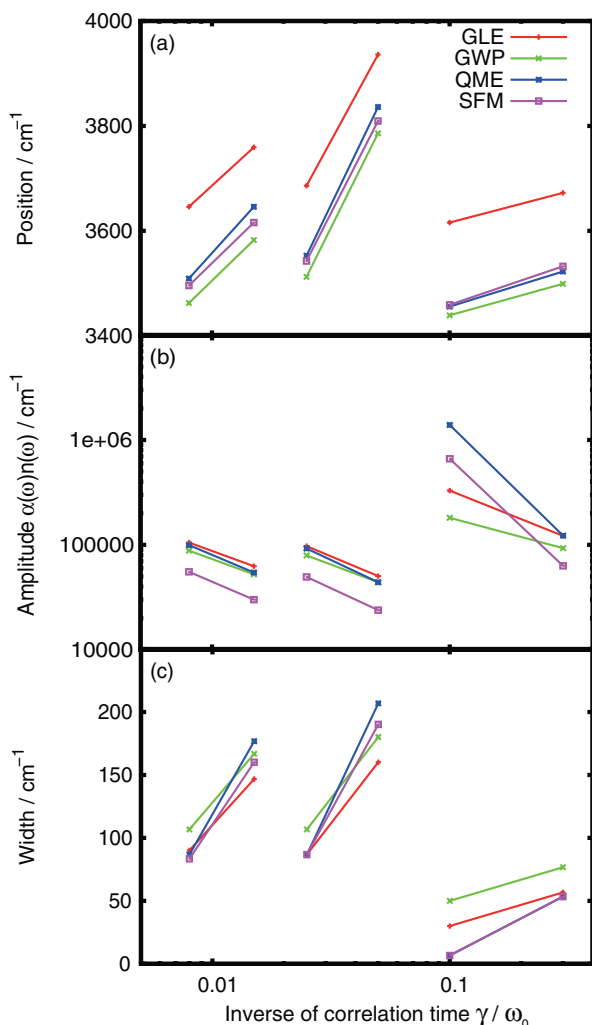 4000
(a)
GLE
GWP
QME
SFM
3800
3600
3400
Position / cm⁻¹
(b)
1e+06
100000
10000
Amplitude α(ω)n(ω) / cm⁻¹
(c)
200
150
100
50
0
Width / cm⁻¹
0.01 0.1
Inverse of correlation time γ / ω₀